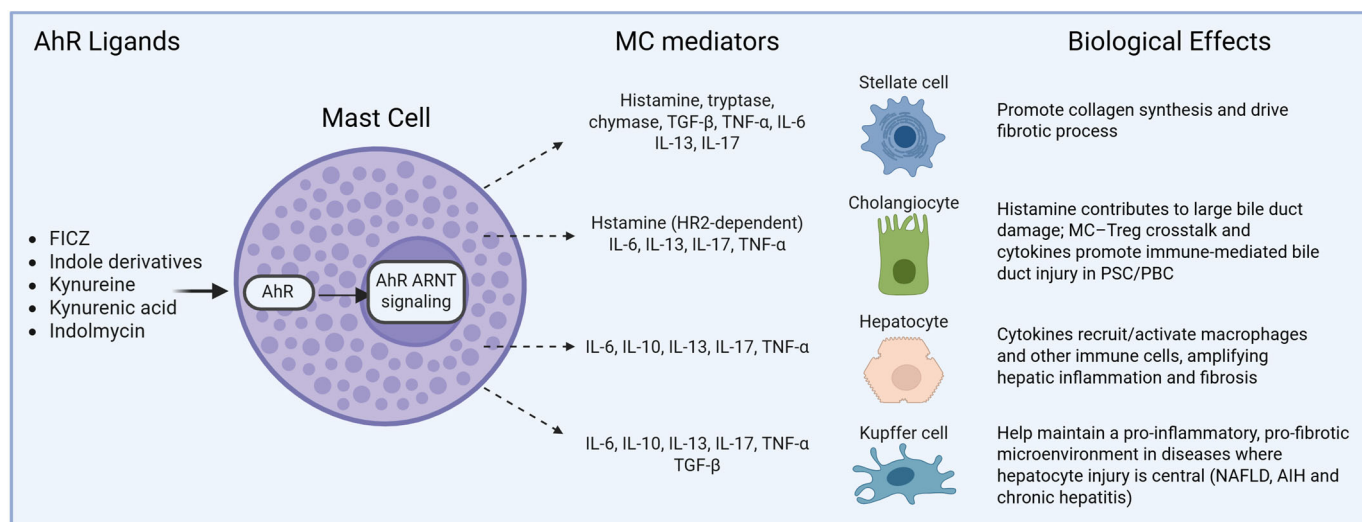 AhR Ligands
MC mediators
Biological Effects
Mast Cell
• FICZ
• Indole derivatives
• Kynureine
• Kynurenic acid
• Indolmycin
AhR
AhR ARNT
signaling
Histamine, tryptase,
chymase, TGF-β, TNF-α, IL-6
IL-13, IL-17
Stellate cell
Promote collagen synthesis and drive
fibrotic process
Hstamine (HR2-dependent)
IL-6, IL-13, IL-17, TNF-α
Cholangiocyte
Histamine contributes to large bile duct
damage; MC–Treg crosstalk and
cytokines promote immune-mediated bile
duct injury in PSC/PBC
IL-6, IL-10, IL-13, IL-17, TNF-α
Hepatocyte
Cytokines recruit/activate macrophages
and other immune cells, amplifying
hepatic inflammation and fibrosis
IL-6, IL-10, IL-13, IL-17, TNF-α
TGF-β
Kupffer cell
Help maintain a pro-inflammatory, pro-fibrotic
microenvironment in diseases where
hepatocyte injury is central (NAFLD, AIH and
chronic hepatitis)